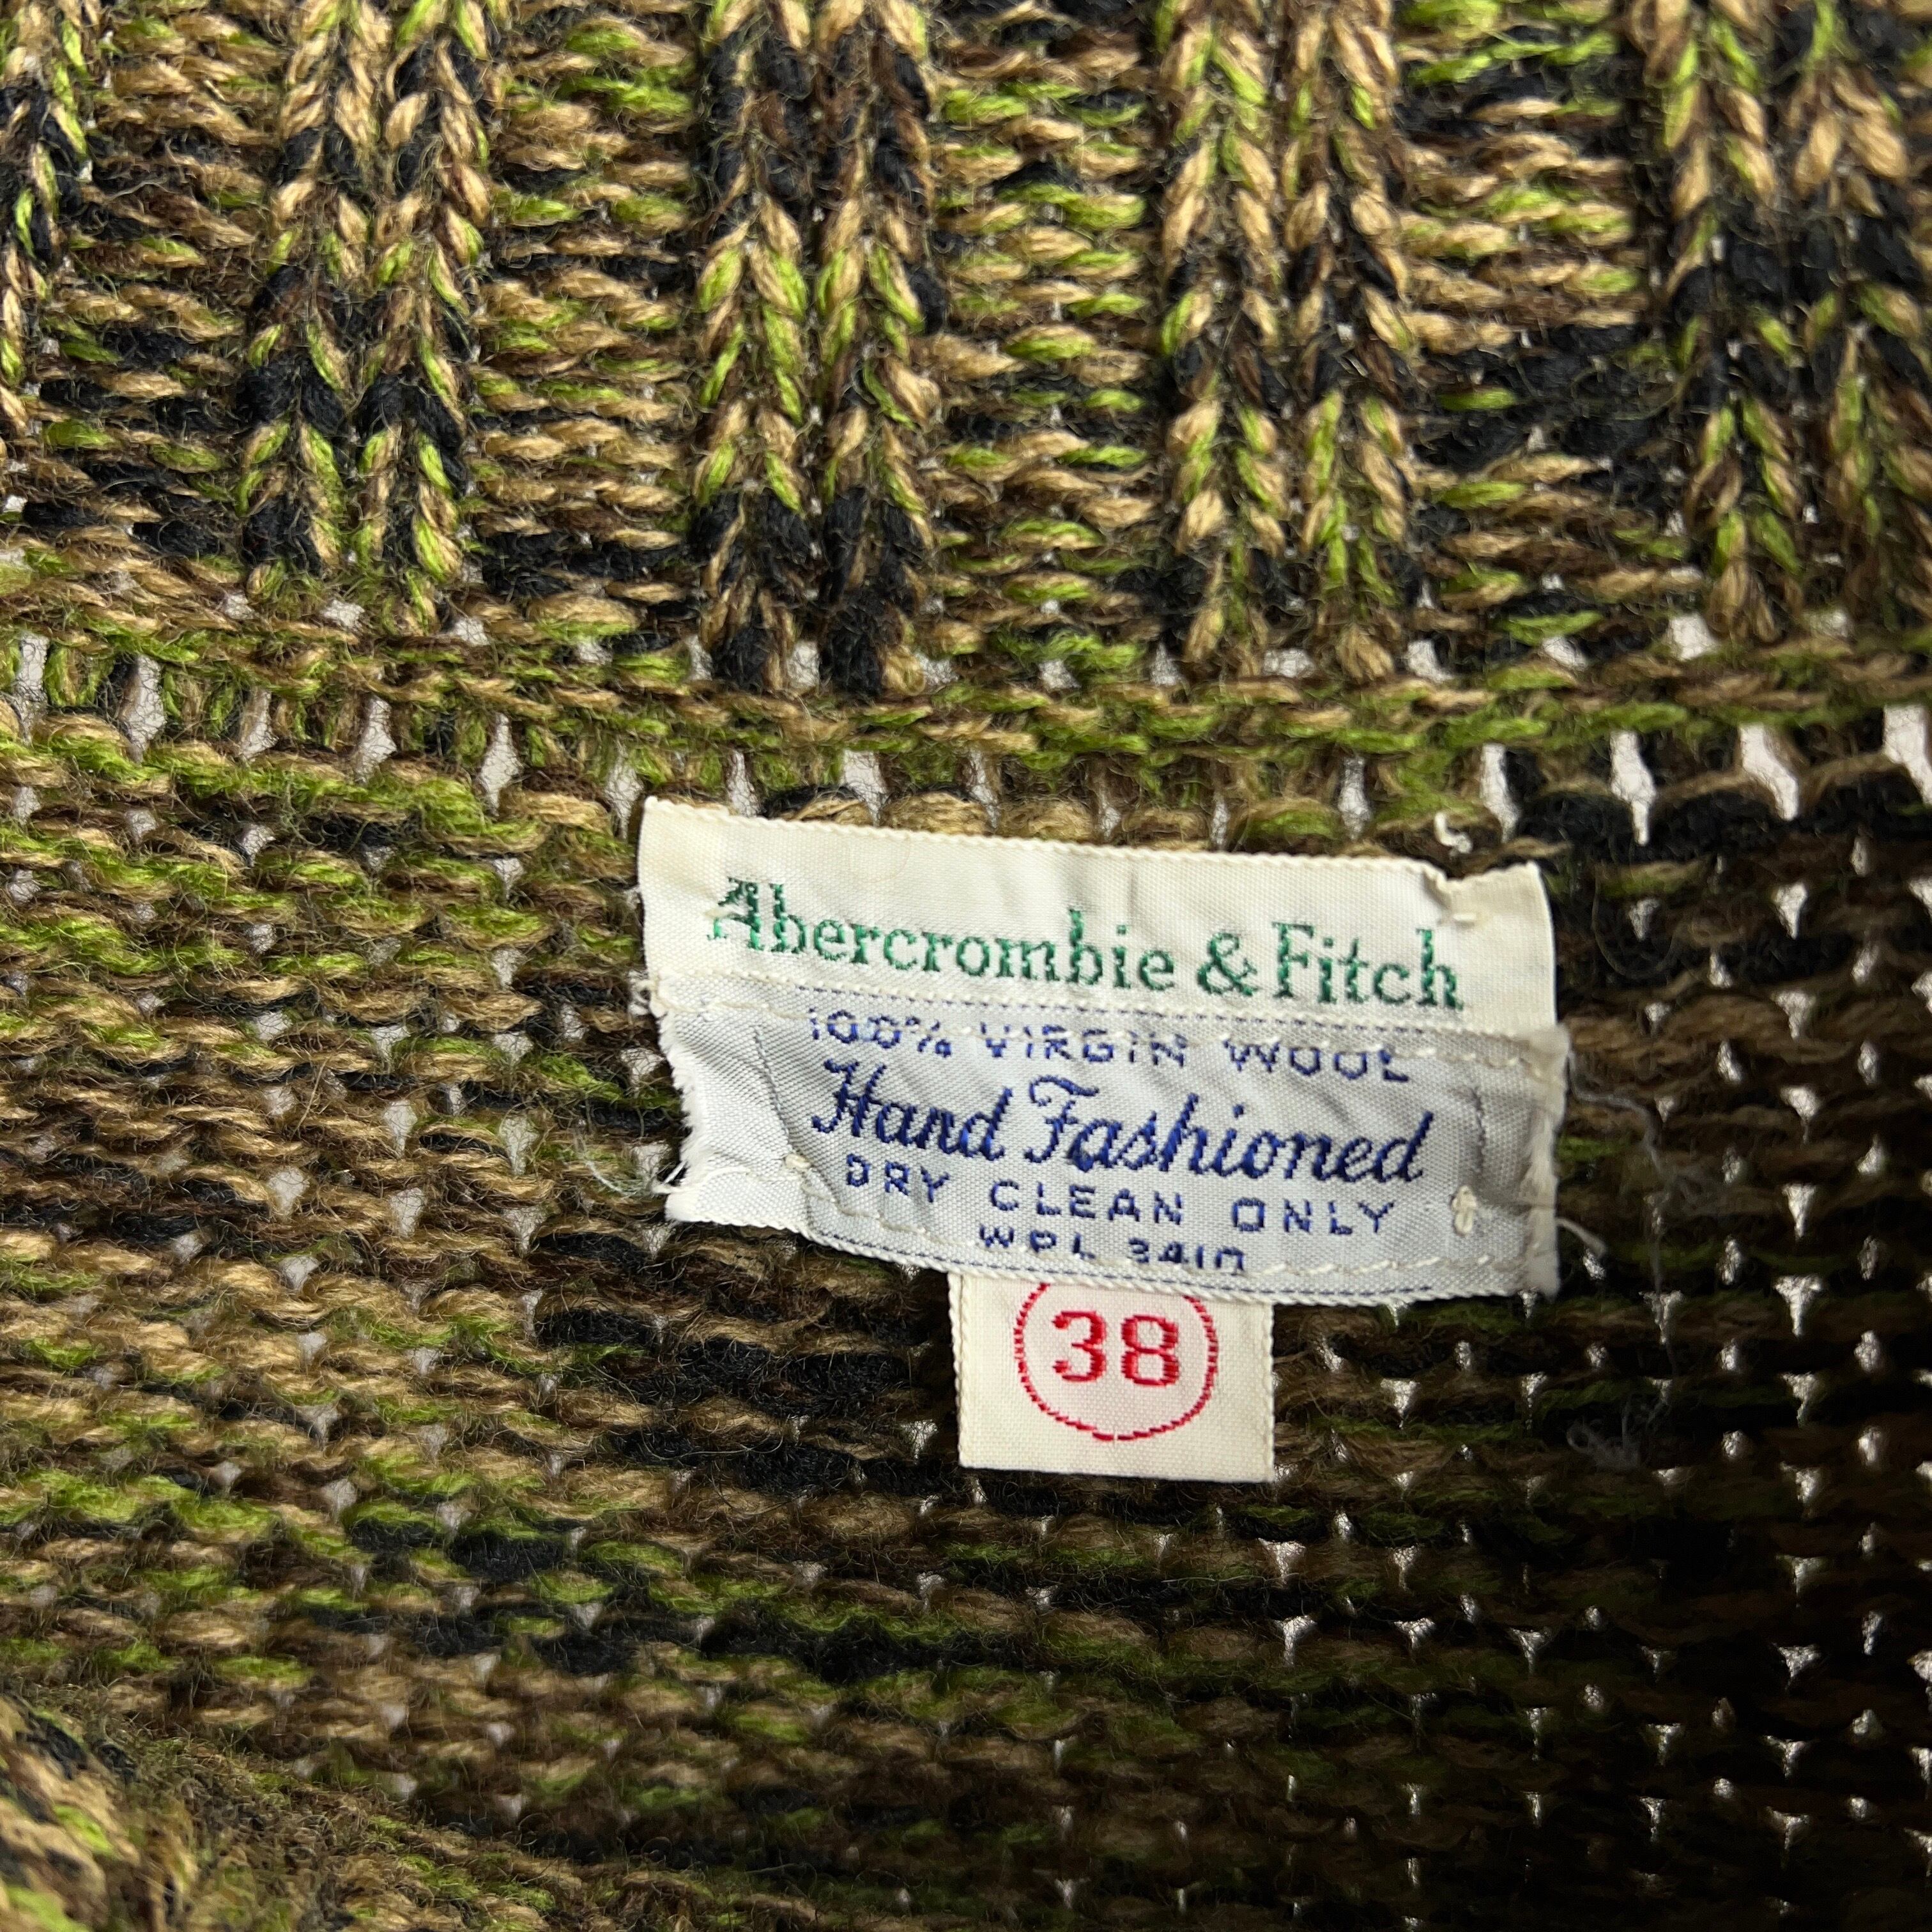 Abercrombie & Fitch
100% VIRGIN WOOL
Hand Fashioned
DRY CLEAN ONLY
WPL 3410
38